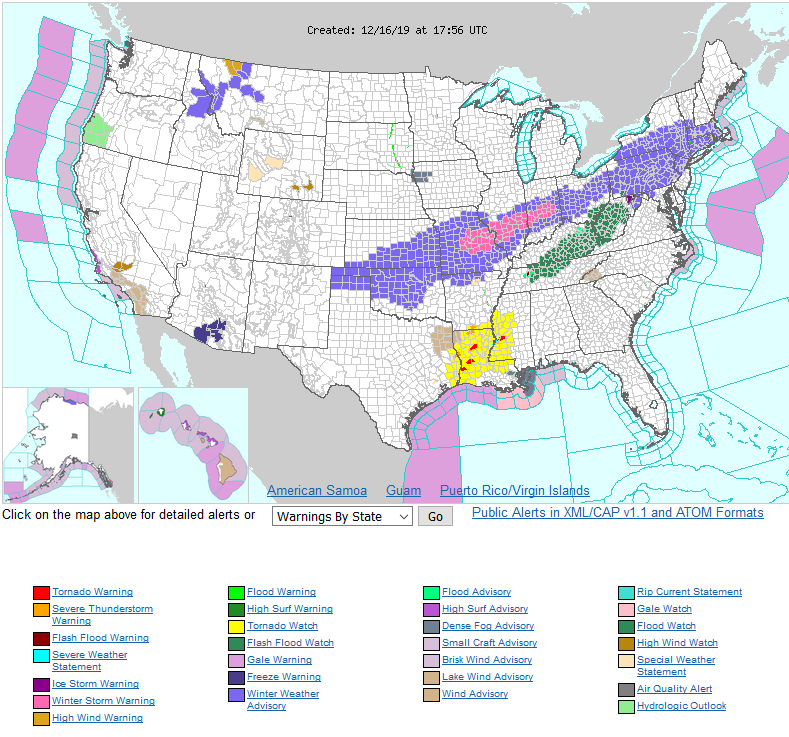 Created: 12/16/19 at 17:56 UTC
American Samoa Guam Puerto Rico/Virgin Islands
Click on the map above for detailed alerts or Warnings By State Go Public Alerts in XML/CAP v1.1 and ATOM Formats
Tornado Warning
Severe Thunderstorm
Warning
Flash Flood Warning
Severe Weather
Statement
Ice Storm Warning
Winter Storm Warning
High Wind Warning
Flood Warning
High Surf Warning
Tornado Watch
Flash Flood Watch
Gale Warning
Freeze Warning
Winter Weather
Advisory
Flood Advisory
High Surf Advisory
Dense Fog Advisory
Small Craft Advisory
Brisk Wind Advisory
Lake Wind Advisory
Wind Advisory
Rip Current Statement
Gale Watch
Flood Watch
High Wind Watch
Special Weather
Statement
Air Quality Alert
Hydrologic Outlook